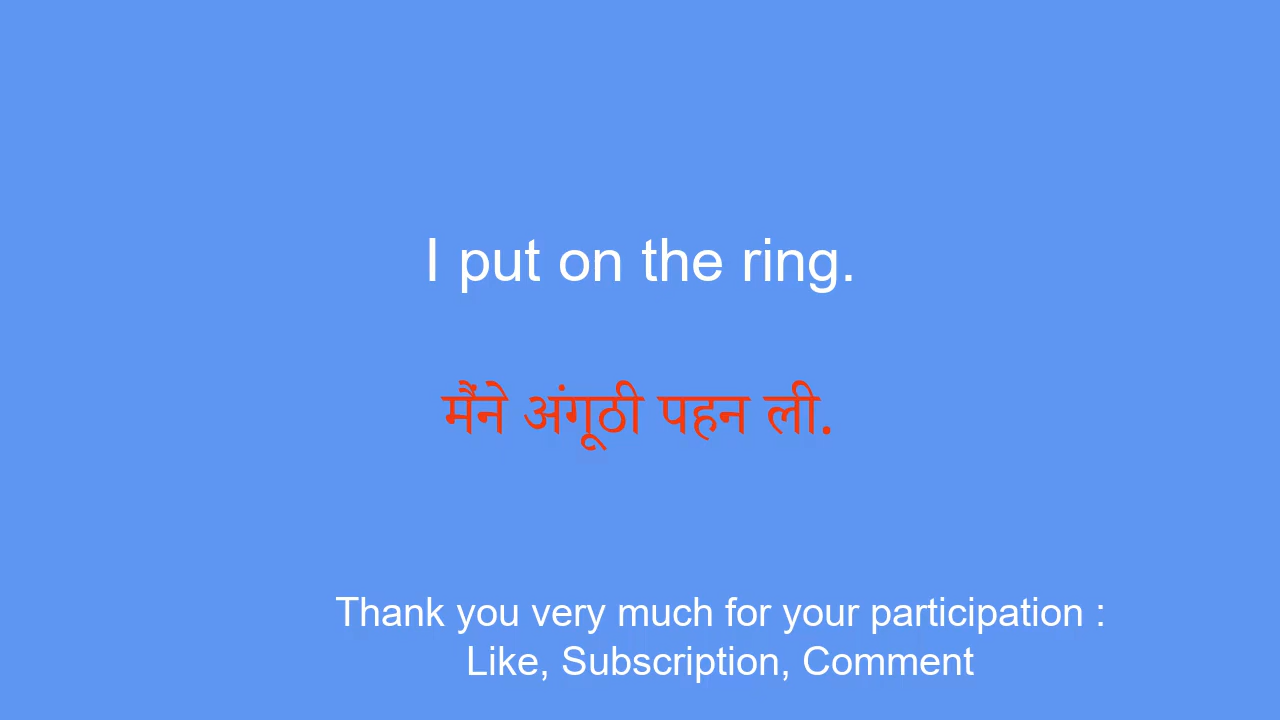 I put on the ring.
मैंने अंगूठी पहन ली.
Thank you very much for your participation :
Like, Subscription, Comment